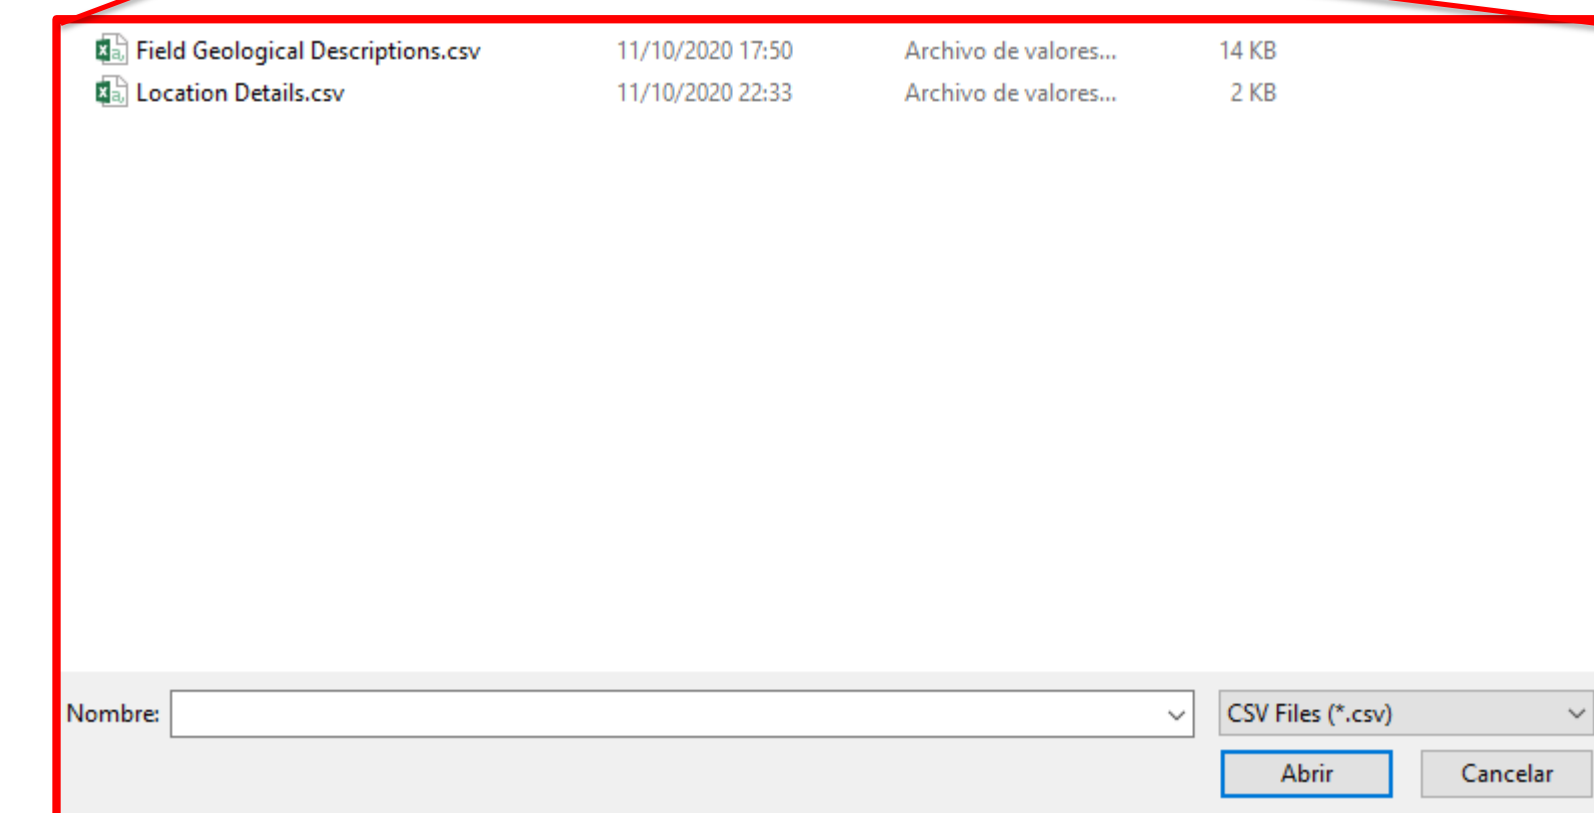 Field Geological Descriptions.csv 11/10/2020 17:50 Archivo de valores... 14 KB
Location Details.csv 11/10/2020 22:33 Archivo de valores... 2 KB
Nombre: CSV Files (*.csv)
Abrir Cancelar